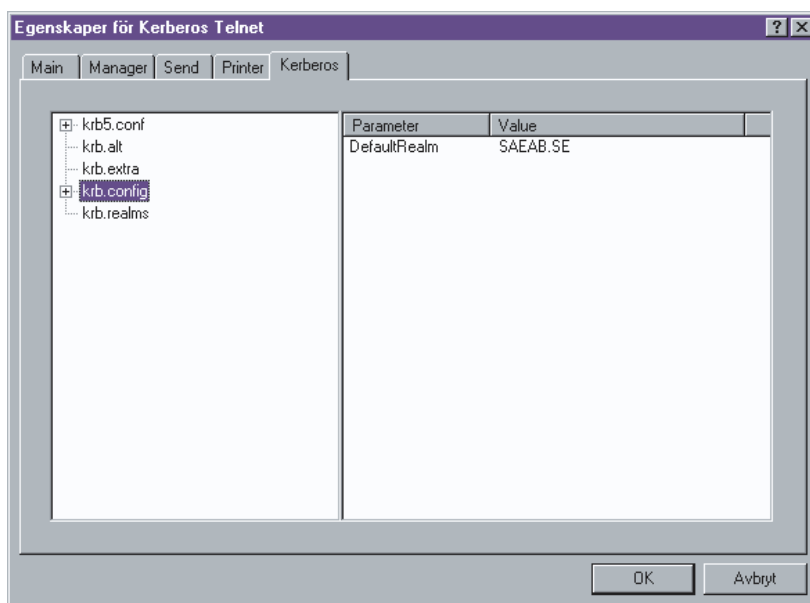 Egenskaper för Kerberos Telnet
Main Manager Send Printer Kerberos
krb5.conf
krb.alt
krb.extra
krb.config
krb.realms
Parameter Value
DefaultRealm SAEAB.SE
OK Avbryt